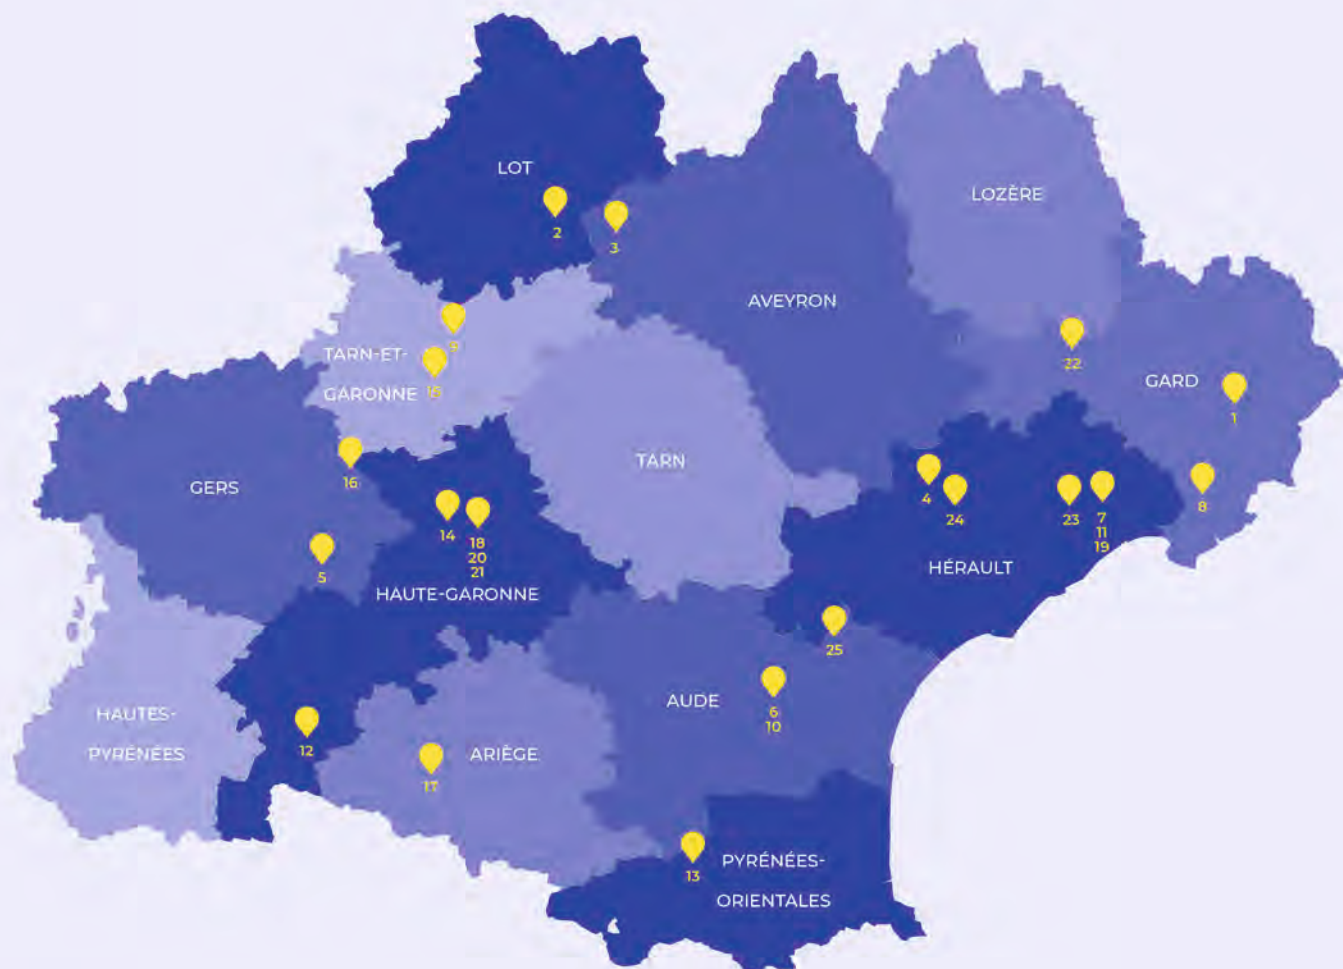 LOT
2
3
LOZÈRE
AVEYRON
9
TARN-ET-
GARONNE
15
22
GARD
1
GERS
16
TARN
14
18
20
21
4
24
23
7
11
19
8
5
HAUTE-GARONNE
HÉRAULT
25
HAUTES-
PYRÉNÉES
12
17
ARIÈGE
AUDE
6
10
13
PYRÉNÉES-
ORIENTALES